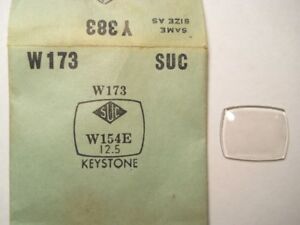 SAME
SIZE AS
Y 383
W173 SUC
W173
SUC
W154E
12.5
KEYSTONE